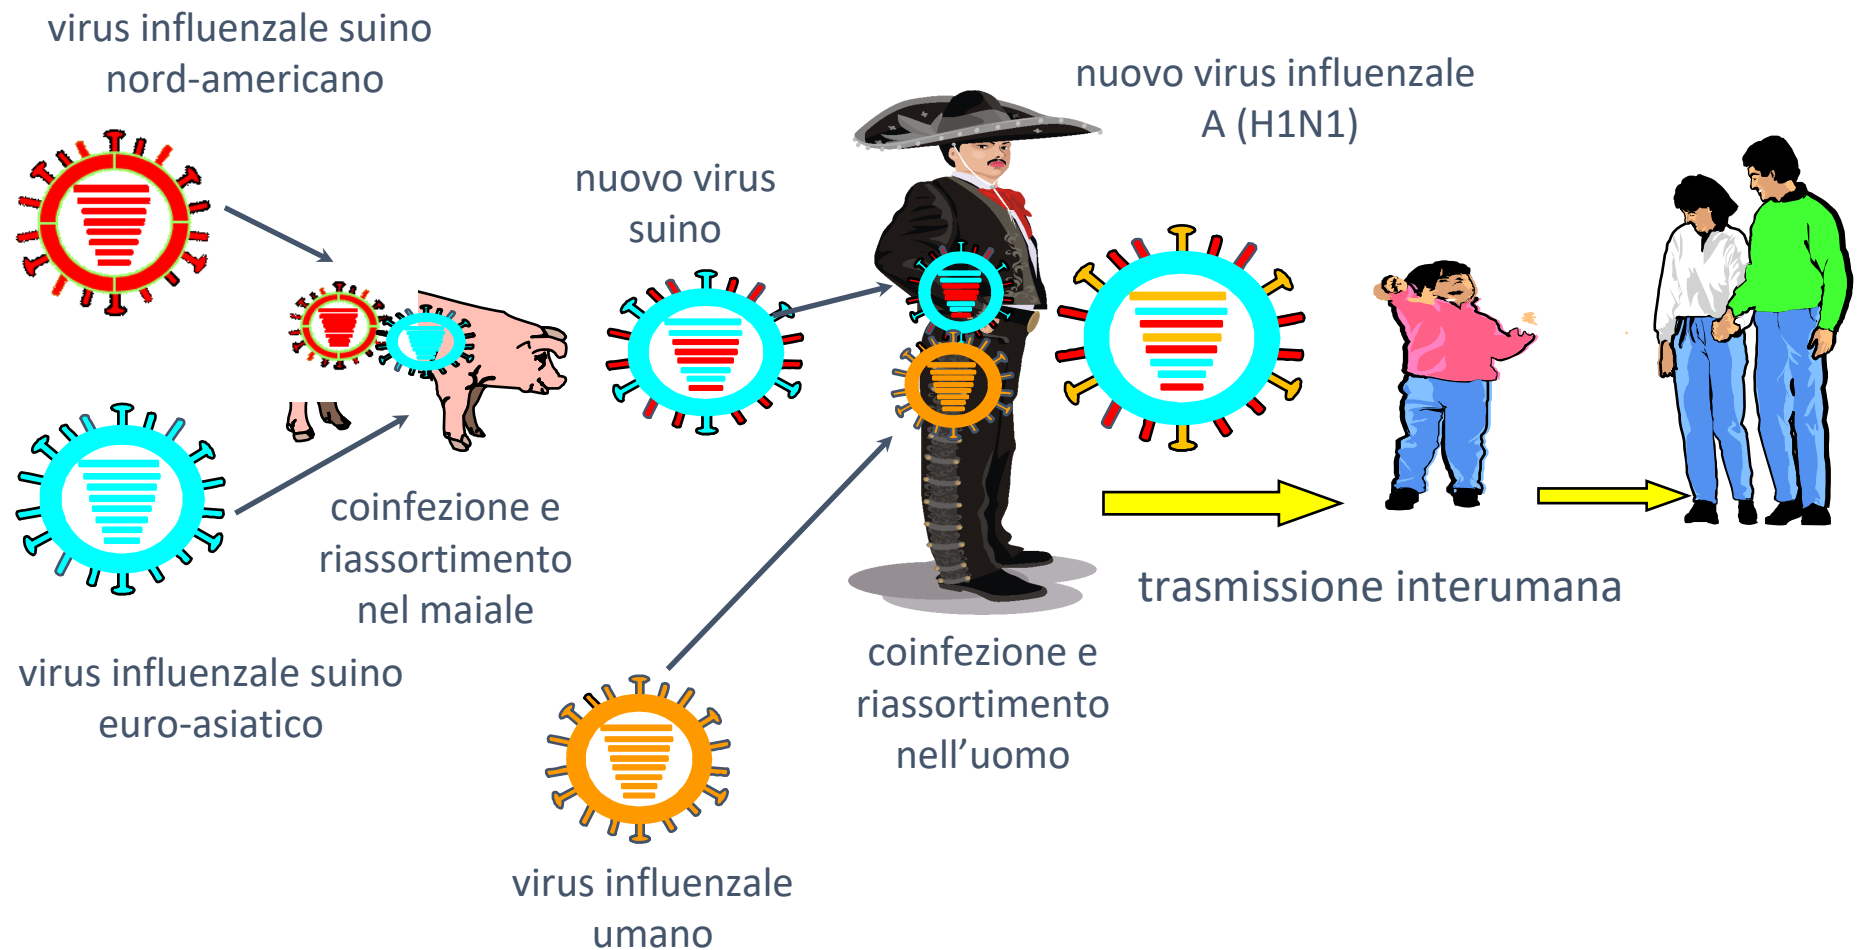 virus influenzale suino
nord-americano
nuovo virus
suino
nuovo virus influenzale
A (H1N1)
coinfezione e
riassortimento
nel maiale
virus influenzale suino
euro-asiatico
trasmissione interumana
coinfezione e
riassortimento
nell’uomo
virus influenzale
umano